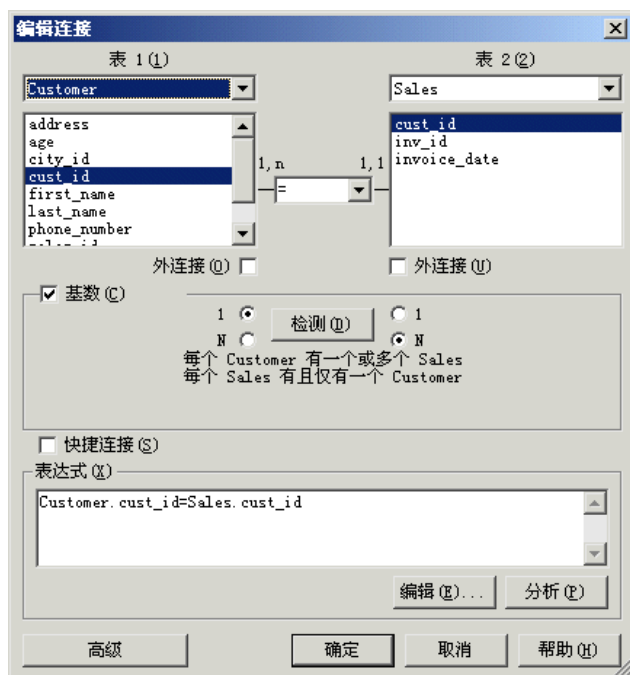 编辑连接
表 1(1)
表 2(2)
Customer
Sales
address
age
city_id
cust_id
first_name
last_name
phone_number
1,n
=
1,1
cust_id
inv_id
invoice_date
外连接(O)
外连接(U)
基数(C)
1
N
检测(D)
1
N
每个 Customer 有一个或多个 Sales
每个 Sales 有且仅有一个 Customer
快捷连接(S)
表达式(X)
Customer.cust_id=Sales.cust_id
编辑(E)...
分析(P)
高级
确定
取消
帮助(H)